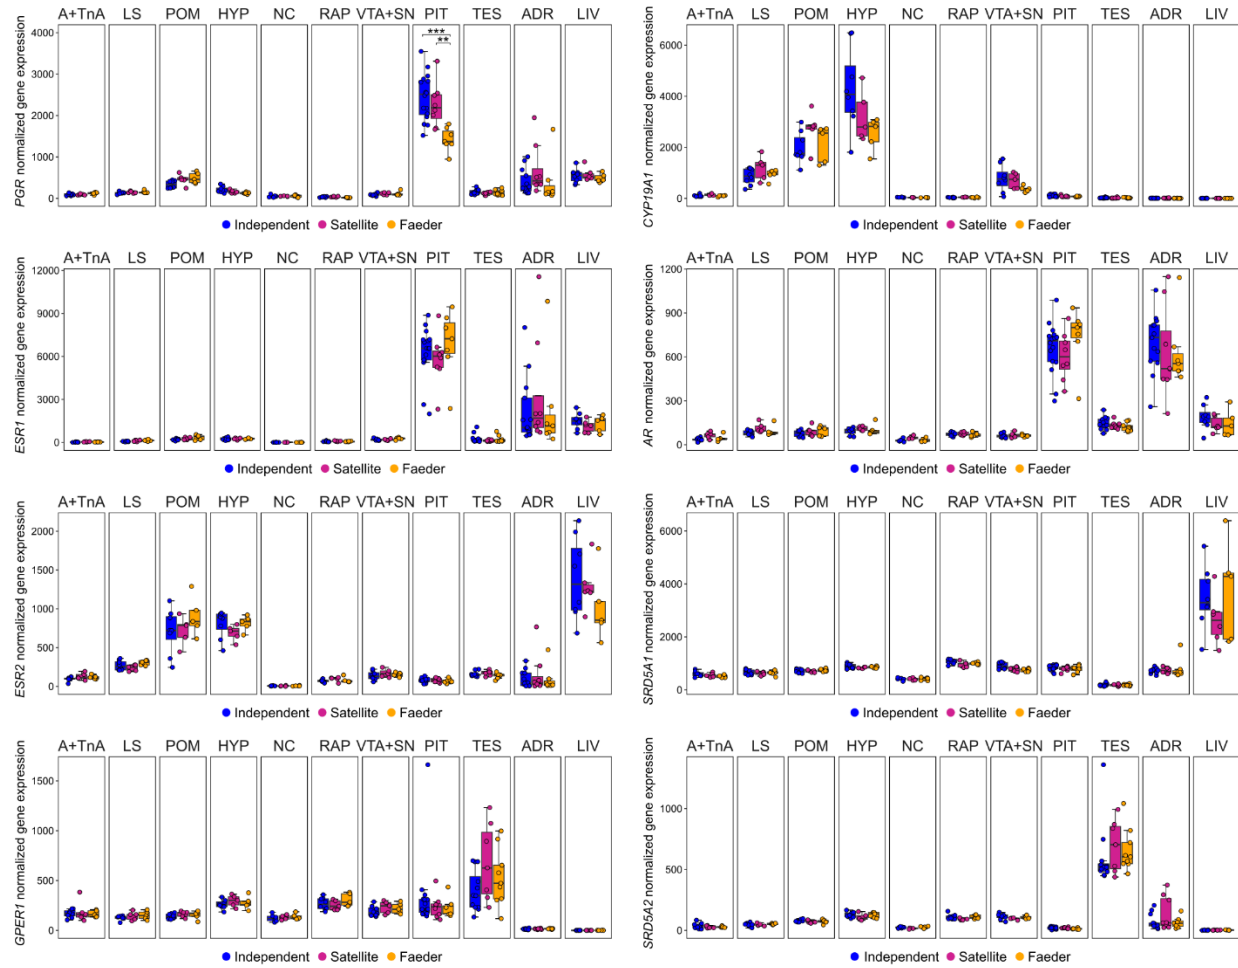 A+TnA LS POM HYP NC RAP VTA+SN PIT TES ADR LIV
PGR normalized gene expression
4000
3000
2000
1000
0
***
**
Independent Satellite Faeder
A+TnA LS POM HYP NC RAP VTA+SN PIT TES ADR LIV
CYP19A1 normalized gene expression
6000
4000
2000
0
Independent Satellite Faeder
A+TnA LS POM HYP NC RAP VTA+SN PIT TES ADR LIV
ESR1 normalized gene expression
12000
9000
6000
3000
0
Independent Satellite Faeder
A+TnA LS POM HYP NC RAP VTA+SN PIT TES ADR LIV
AR normalized gene expression
1200
800
400
0
Independent Satellite Faeder
A+TnA LS POM HYP NC RAP VTA+SN PIT TES ADR LIV
ESR2 normalized gene expression
2000
1500
1000
500
0
Independent Satellite Faeder
A+TnA LS POM HYP NC RAP VTA+SN PIT TES ADR LIV
SRD5A1 normalized gene expression
6000
4000
2000
0
Independent Satellite Faeder
A+TnA LS POM HYP NC RAP VTA+SN PIT TES ADR LIV
GPER1 normalized gene expression
1500
1000
500
0
Independent Satellite Faeder
A+TnA LS POM HYP NC RAP VTA+SN PIT TES ADR LIV
SRD5A2 normalized gene expression
1000
500
0
Independent Satellite Faeder